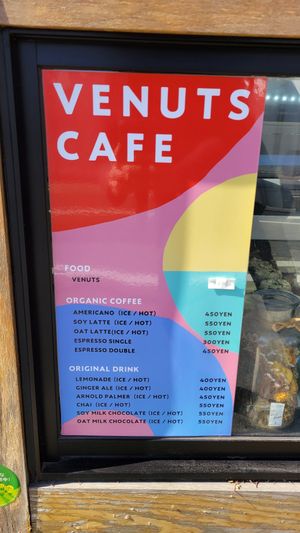 VENUTS
CAFE
FOOD
VENUTS
ORGANIC COFFEE
AMERICANO (ICE / HOT) 450YEN
SOY LATTE (ICE / HOT) 550YEN
OAT LATTE(ICE / HOT) 550YEN
ESPRESSO SINGLE 300YEN
ESPRESSO DOUBLE 450YEN
ORIGINAL DRINK
LEMONADE (ICE / HOT) 400YEN
GINGER ALE (ICE / HOT) 400YEN
ARNOLD PALMER (ICE / HOT) 450YEN
CHAI (ICE / HOT) 550YEN
SOY MILK CHOCOLATE (ICE / HOT) 550YEN
OAT MILK CHOCOLATE (ICE / HOT) 550YEN